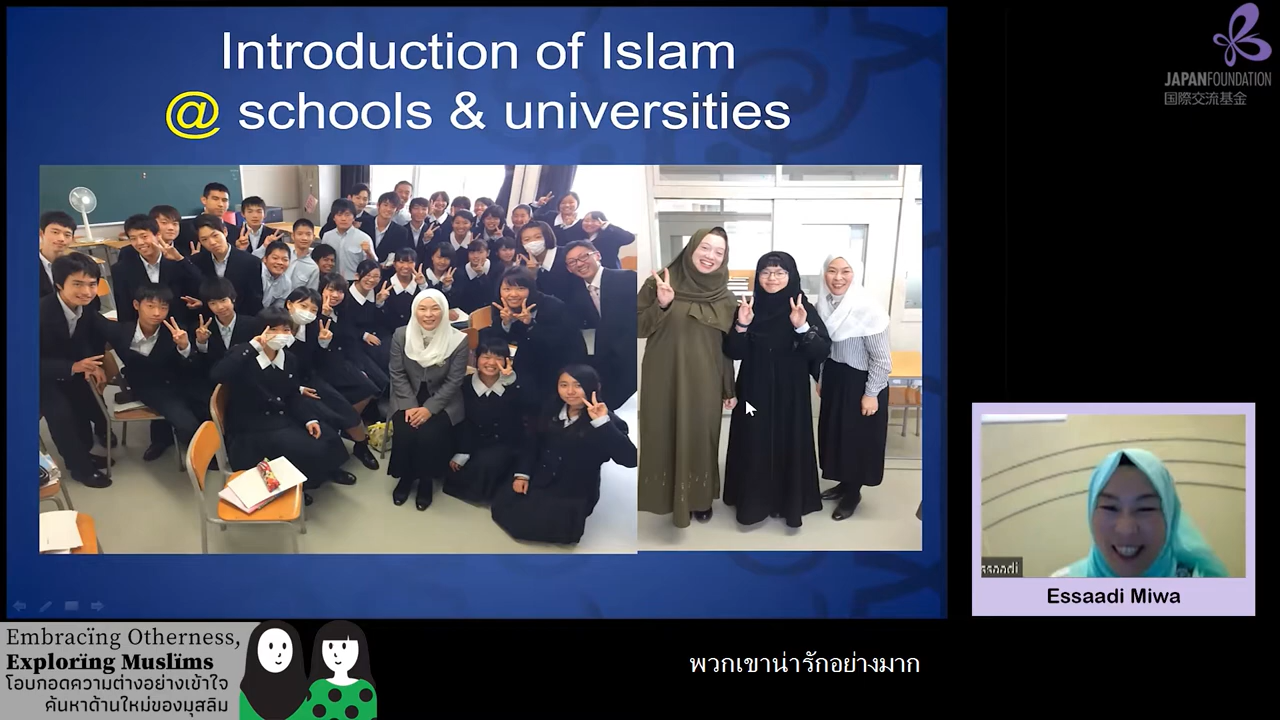 Introduction of Islam
@ schools & universities
JAPANFOUNDATION
国際交流基金
Essaadi Miwa
Embracïng Otherness,
Explorïng Muslïms
โอบกอดความต่างอย่างเข้าใจ
ค้นหาด้านใหม่ของมุสลิม
พวกเขาน่ารักอย่างมาก